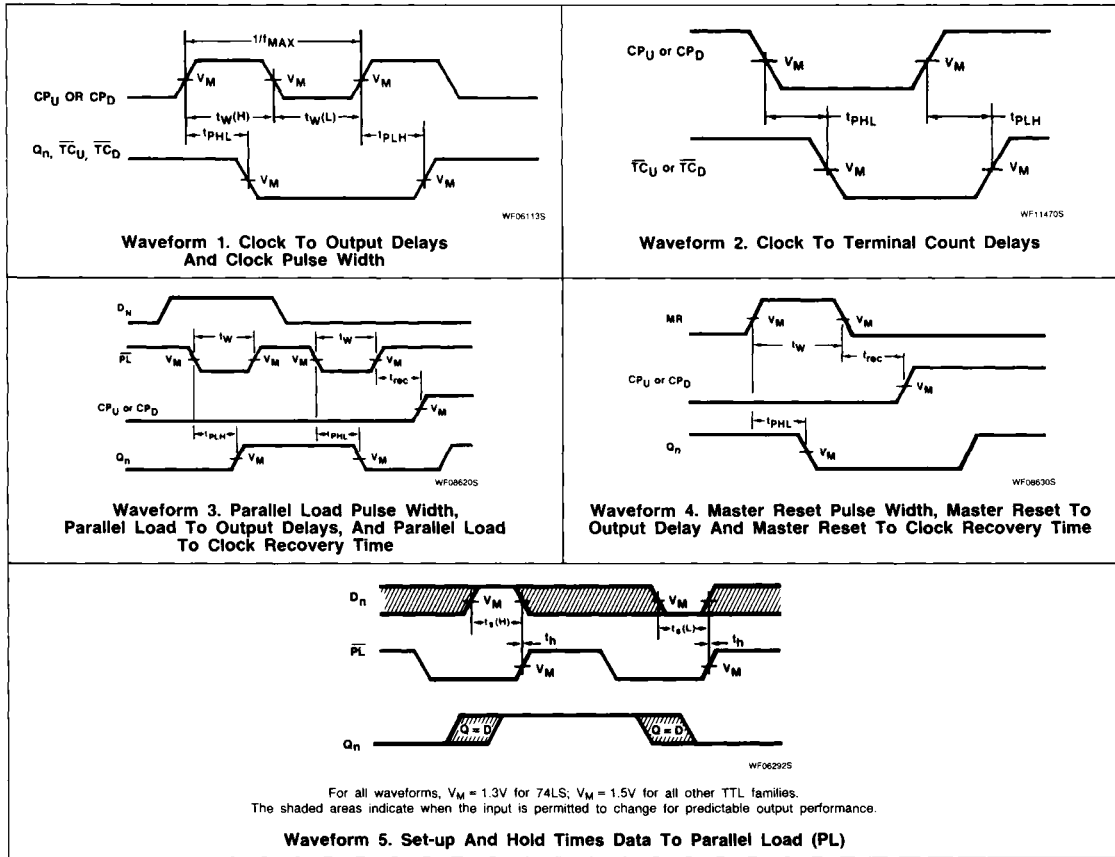 1/fMAX
CPU OR CPD
VM
VM
VM
tW(H)
tW(L)
tPHL
tPLH
Qn, T̅C̅U, T̅C̅D
VM
VM
WF06113S
Waveform 1. Clock To Output Delays
And Clock Pulse Width
CPU or CPD
VM
VM
tPHL
tPLH
T̅C̅U or T̅C̅D
VM
VM
WF11470S
Waveform 2. Clock To Terminal Count Delays
DN
tW
tW
P̅L̅
VM
VM
VM
VM
trec
CPU or CPD
VM
tPLH
tPHL
Qn
VM
VM
WF08620S
Waveform 3. Parallel Load Pulse Width,
Parallel Load To Output Delays, And Parallel Load
To Clock Recovery Time
MR
VM
VM
tW
trec
CPU or CPD
VM
tPHL
Qn
VM
WF08630S
Waveform 4. Master Reset Pulse Width, Master Reset To
Output Delay And Master Reset To Clock Recovery Time
Dn
VM
VM
ts(H)
ts(L)
th
th
P̅L̅
VM
VM
Qn
Q = D
Q = D
WF06292S
For all waveforms, VM = 1.3V for 74LS; VM = 1.5V for all other TTL families.
The shaded areas indicate when the input is permitted to change for predictable output performance.
Waveform 5. Set-up And Hold Times Data To Parallel Load (PL)